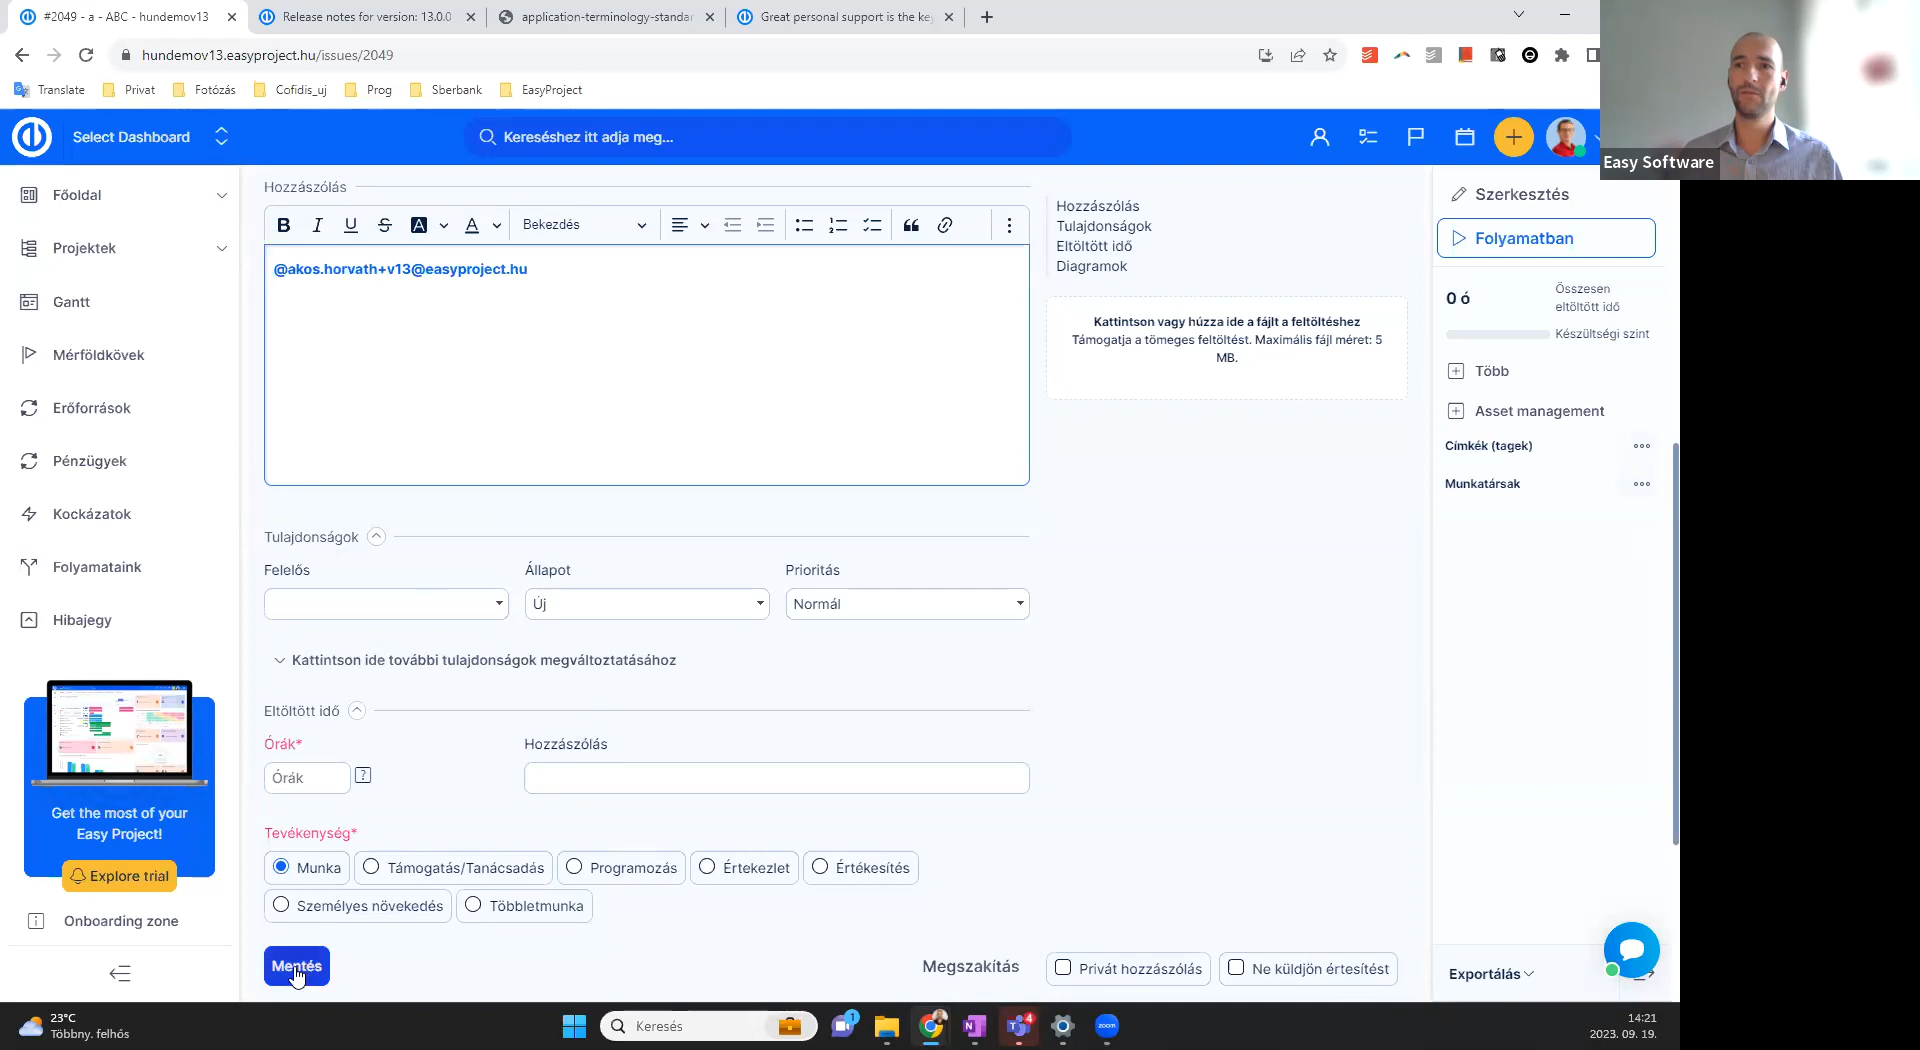 #2049 - a - ABC - hundemov13
Release notes for version: 13.0.0
application-terminology-standar
Great personal support is the ke
hundemov13.easyproject.hu/issues/2049
Translate
Privat
Fotózás
Cofidis_uj
Prog
Sberbank
EasyProject
Select Dashboard
Kereséshez itt adja meg...
Easy Software
Főoldal
Projektek
Gantt
Mérföldkövek
Erőforrások
Pénzügyek
Kockázatok
Folyamataink
Hibajegy
Get the most of your
Easy Project!
Explore trial
Onboarding zone
Hozzászólás
Bekezdés
@akos.horvath+v13@easyproject.hu
Tulajdonságok
Felelős
Állapot
Prioritás
Új
Normál
Kattintson ide további tulajdonságok megváltoztatásához
Eltöltött idő
Órák*
Hozzászólás
Órák
?
Tevékenység*
Munka
Támogatás/Tanácsadás
Programozás
Értekezlet
Értékesítés
Személyes növekedés
Többletmunka
Mentés
Megszakítás
Privát hozzászólás
Ne küldjön értesítést
Hozzászólás
Tulajdonságok
Eltöltött idő
Diagramok
Kattintson vagy húzza ide a fájlt a feltöltéshez
Támogatja a tömeges feltöltést. Maximális fájl méret: 5
MB.
Szerkesztés
Folyamatban
0 ó
Összesen
eltöltött idő
Készültségi szint
Több
Asset management
Címkék (tagek)
Munkatársak
Exportálás
23°C
Többny. felhős
Keresés
1
4
zoom
14:21
2023. 09. 19.